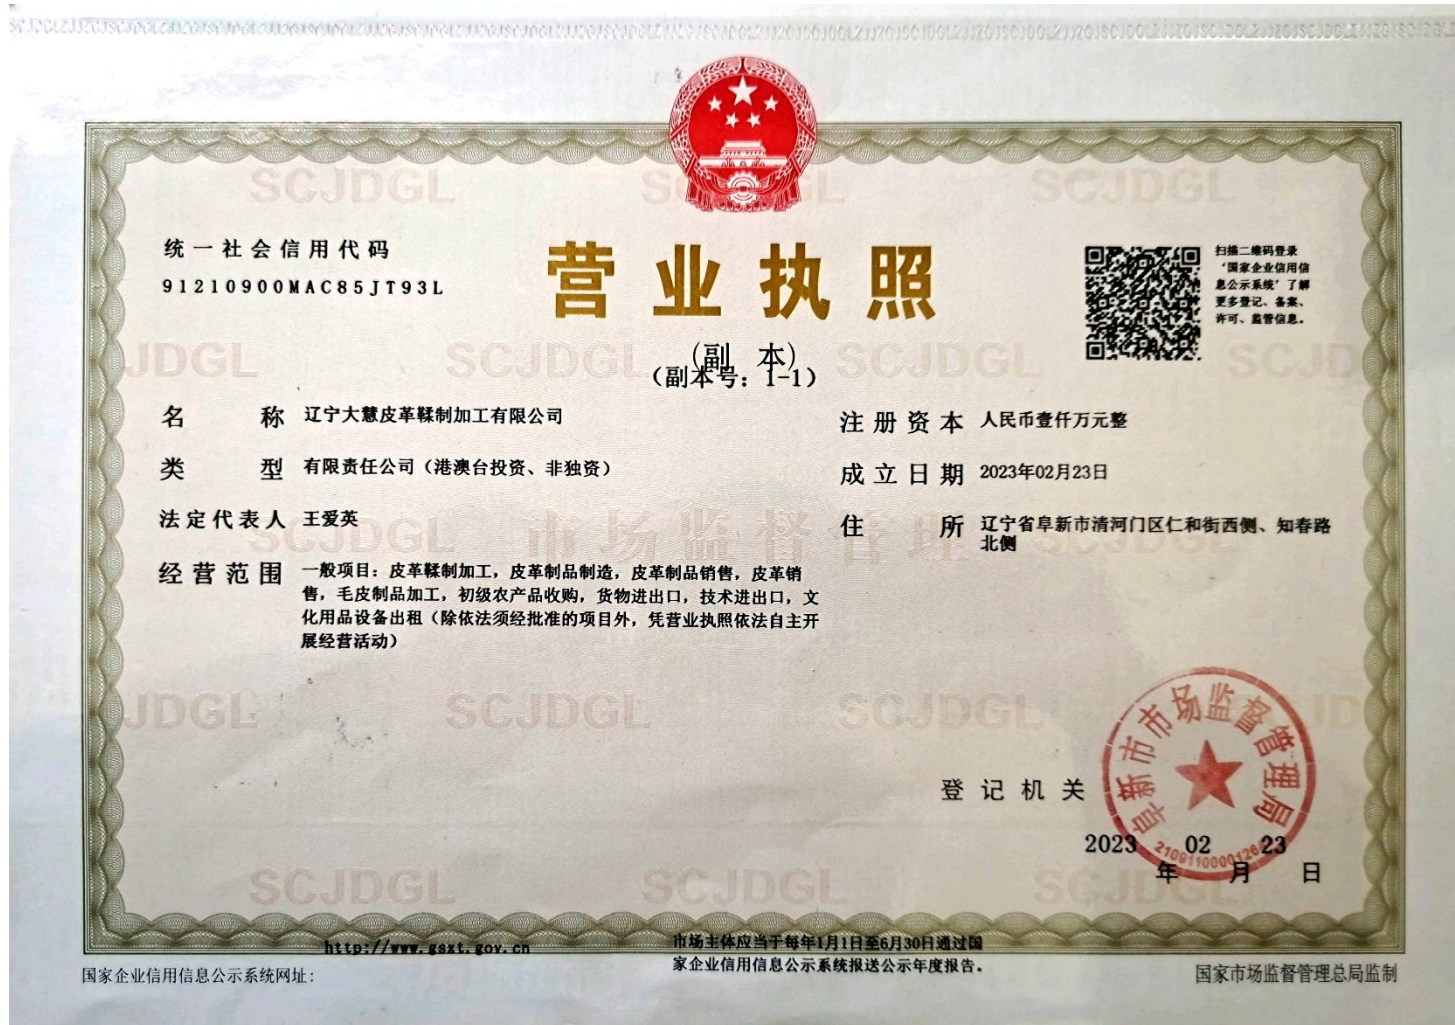 统一社会信用代码
91210900MAC85JT93L
营业执照
(副 本)
（副本号：1-1）
扫描二维码登录
‘国家企业信用信
息公示系统’了解
更多登记、备案、
许可、监管信息。
名 称 辽宁大慧皮革鞣制加工有限公司
类 型 有限责任公司（港澳台投资、非独资）
法定代表人 王爱英
经营范围 一般项目：皮革鞣制加工，皮革制品制造，皮革制品销售，皮革销
售，毛皮制品加工，初级农产品收购，货物进出口，技术进出口，文
化用品设备出租（除依法须经批准的项目外，凭营业执照依法自主开
展经营活动）
注册资本 人民币壹仟万元整
成立日期 2023年02月23日
住 所 辽宁省阜新市清河门区仁和街西侧、知春路
北侧
SCJDGL
市场监督管理
登记机关
阜新市市场监督管理局
2023 02 23
年 月 日
http://www.gsxt.gov.cn
国家企业信用信息公示系统网址：
市场主体应当于每年1月1日至6月30日通过国
家企业信用信息公示系统报送公示年度报告。
国家市场监督管理总局监制